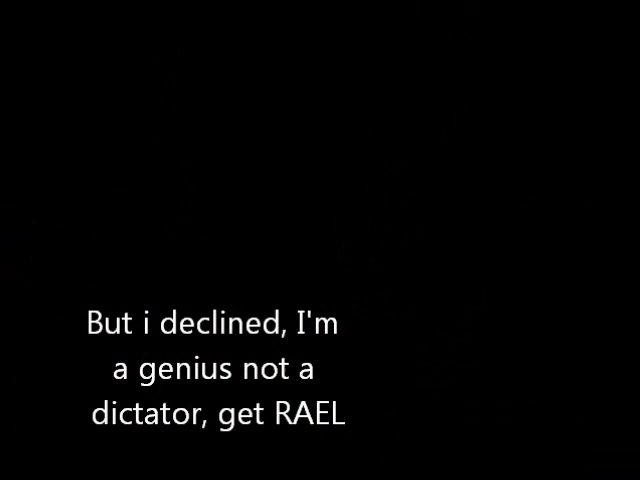 But i declined, I'm
a genius not a
dictator, get RAEL